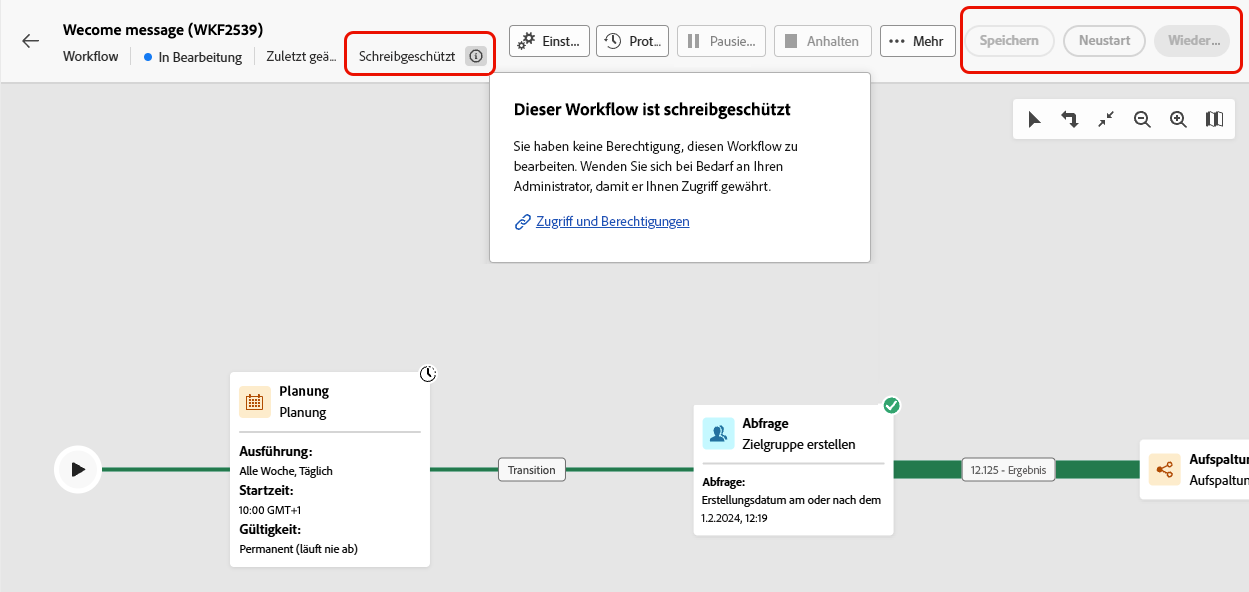 Wecome message (WKF2539)
Workflow In Bearbeitung Zuletzt geä... Schreibgeschützt
Einst... Prot... Pausie... Anhalten Mehr Speichern Neustart Wieder...
Dieser Workflow ist schreibgeschützt
Sie haben keine Berechtigung, diesen Workflow zu
bearbeiten. Wenden Sie sich bei Bedarf an Ihren
Administrator, damit er Ihnen Zugriff gewährt.
Zugriff und Berechtigungen
Planung
Planung
Ausführung:
Alle Woche, Täglich
Startzeit:
10:00 GMT+1
Gültigkeit:
Permanent (läuft nie ab)
Transition
Abfrage
Zielgruppe erstellen
Abfrage:
Erstellungsdatum am oder nach dem
1.2.2024, 12:19
12.125 - Ergebnis
Aufspaltun
Aufspaltun